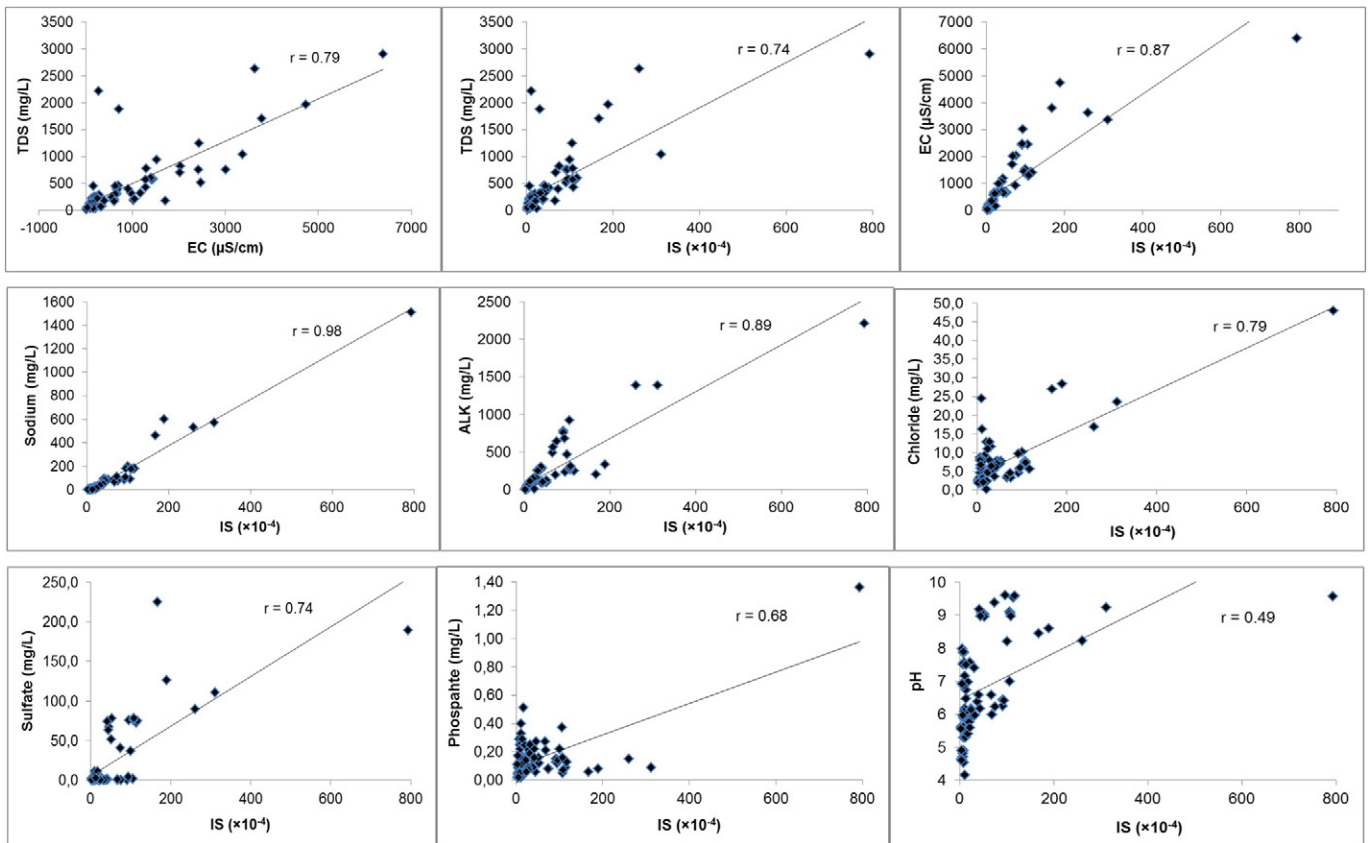 3500
3000
2500
2000
1500
1000
500
0
TDS (mg/L)
r = 0.79
-1000 0 1000 3000 5000 7000
EC (µS/cm)
3500
3000
2500
2000
1500
1000
500
0
TDS (mg/L)
r = 0.74
0 200 400 600 800
IS (×10⁻⁴)
7000
6000
5000
4000
3000
2000
1000
0
EC (µS/cm)
r = 0.87
0 200 400 600 800
IS (×10⁻⁴)
1600
1400
1200
1000
800
600
400
200
0
Sodium (mg/L)
r = 0.98
0 200 400 600 800
IS (×10⁻⁴)
2500
2000
1500
1000
500
0
ALK (mg/L)
r = 0.89
0 200 400 600 800
IS (×10⁻⁴)
50,0
45,0
40,0
35,0
30,0
25,0
20,0
15,0
10,0
5,0
0,0
Chloride (mg/L)
r = 0.79
0 200 400 600 800
IS (×10⁻⁴)
250,0
200,0
150,0
100,0
50,0
0,0
Sulfate (mg/L)
r = 0.74
0 200 400 600 800
IS (×10⁻⁴)
1,40
1,20
1,00
0,80
0,60
0,40
0,20
0,00
Phospahte (mg/L)
r = 0.68
0 200 400 600 800
IS (×10⁻⁴)
10
9
8
7
6
5
4
pH
r = 0.49
0 200 400 600 800
IS (×10⁻⁴)